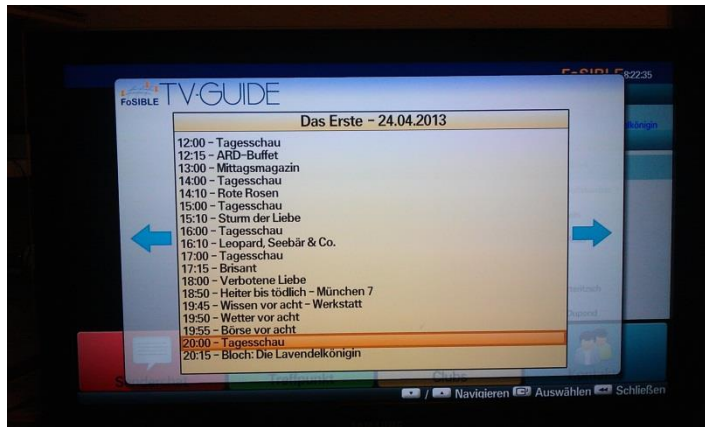 FoSIBLE 8:22:35
FoSIBLE TV-GUIDE
Das Erste - 24.04.2013
12:00 - Tagesschau
12:15 - ARD-Buffet
13:00 - Mittagsmagazin
14:00 - Tagesschau
14:10 - Rote Rosen
15:00 - Tagesschau
15:10 - Sturm der Liebe
16:00 - Tagesschau
16:10 - Leopard, Seebär & Co.
17:00 - Tagesschau
17:15 - Brisant
18:00 - Verbotene Liebe
18:50 - Heiter bis tödlich - München 7
19:45 - Wissen vor acht - Werkstatt
19:50 - Wetter vor acht
19:55 - Börse vor acht
20:00 - Tagesschau
20:15 - Bloch: Die Lavendelkönigin
Treffpunkt Clubs
/ Navigieren Auswählen Schließen